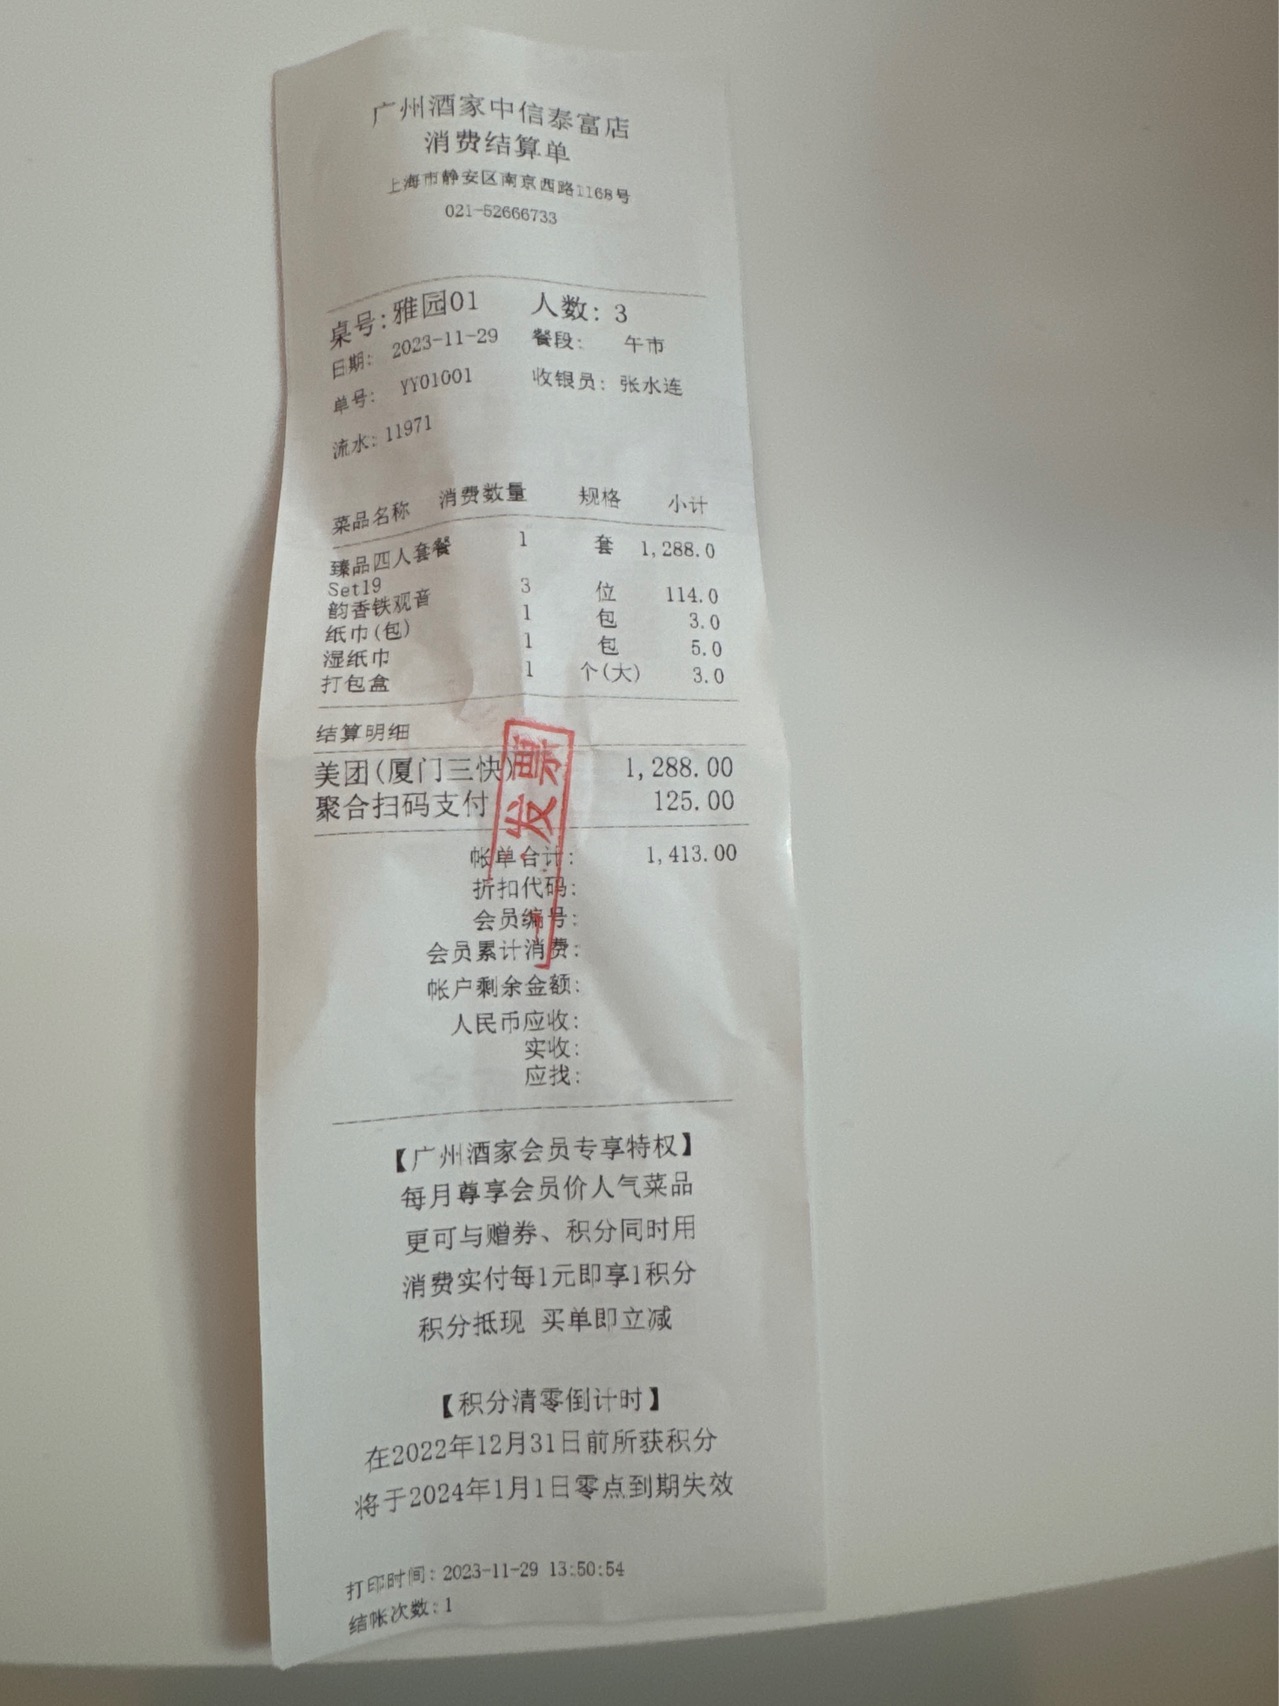 广州酒家中信泰富店
消费结算单
上海市静安区南京西路1168号
021-52666733
桌号:雅园01 人数: 3
日期: 2023-11-29 餐段: 午市
单号: YY01001 收银员: 张水连
流水: 11971
菜品名称 消费数量 规格 小计
臻品四人套餐 1 套 1,288.0
Set19
韵香铁观音 3 位 114.0
纸巾(包) 1 包 3.0
湿纸巾 1 包 5.0
打包盒 1 个(大) 3.0
结算明细
美团(厦门三快) 1,288.00
聚合扫码支付 125.00
发票
帐单合计: 1,413.00
折扣代码:
会员编号:
会员累计消费:
帐户剩余金额:
人民币应收:
实收:
应找:
【广州酒家会员专享特权】
每月尊享会员价人气菜品
更可与赠券、积分同时用
消费实付每1元即享1积分
积分抵现 买单即立减
【积分清零倒计时】
在2022年12月31日前所获积分
将于2024年1月1日零点到期失效
打印时间: 2023-11-29 13:50:54
结帐次数: 1